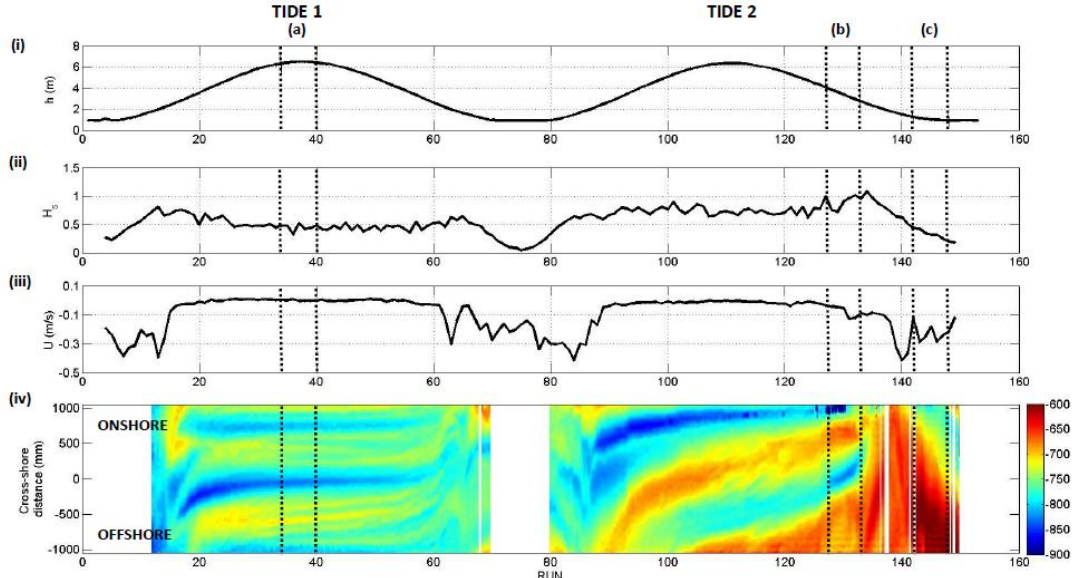 TIDE 1 TIDE 2
(a) (b) (c)
(i)
8
6
4
2
0
h (m)
0 20 40 60 80 100 120 140 160
(ii)
1.5
1
0.5
0
H_S
0 20 40 60 80 100 120 140 160
(iii)
0.1
-0.1
-0.3
-0.5
U (m/s)
0 20 40 60 80 100 120 140 160
(iv)
1000
500
0
-500
-1000
Cross-shore
distance (mm)
ONSHORE
OFFSHORE
0 20 40 60 80 100 120 140 160
RUN
-600
-650
-700
-750
-800
-850
-900